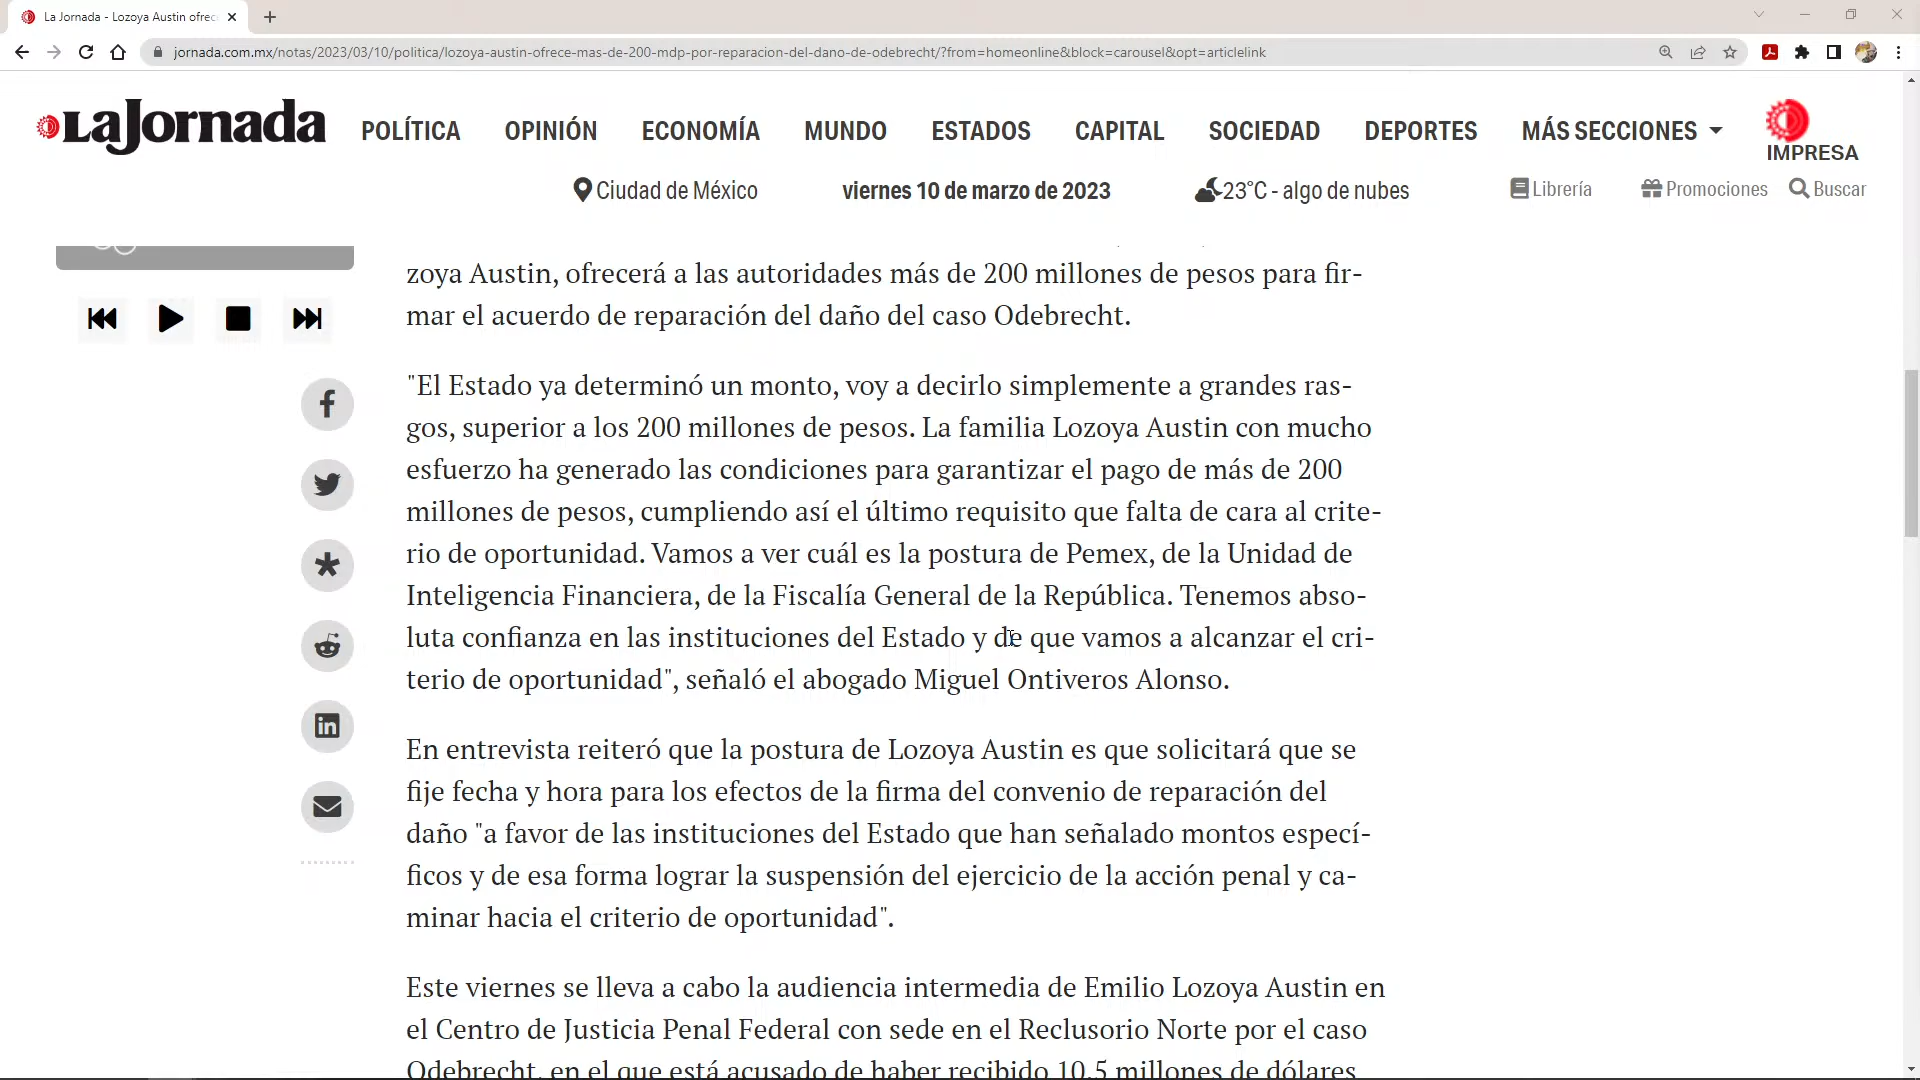 La Jornada - Lozoya Austin ofrec
jornada.com.mx/notas/2023/03/10/politica/lozoya-austin-ofrece-mas-de-200-mdp-por-reparacion-del-dano-de-odebrecht/?from=homeonline&block=carousel&opt=articlelink
LaJornada
POLÍTICA OPINIÓN ECONOMÍA MUNDO ESTADOS CAPITAL SOCIEDAD DEPORTES MÁS SECCIONES
IMPRESA
Ciudad de México viernes 10 de marzo de 2023 23°C - algo de nubes Librería Promociones Buscar
zoya Austin, ofrecerá a las autoridades más de 200 millones de pesos para fir-
mar el acuerdo de reparación del daño del caso Odebrecht.
"El Estado ya determinó un monto, voy a decirlo simplemente a grandes ras-
gos, superior a los 200 millones de pesos. La familia Lozoya Austin con mucho
esfuerzo ha generado las condiciones para garantizar el pago de más de 200
millones de pesos, cumpliendo así el último requisito que falta de cara al crite-
rio de oportunidad. Vamos a ver cuál es la postura de Pemex, de la Unidad de
Inteligencia Financiera, de la Fiscalía General de la República. Tenemos abso-
luta confianza en las instituciones del Estado y de que vamos a alcanzar el cri-
terio de oportunidad", señaló el abogado Miguel Ontiveros Alonso.
En entrevista reiteró que la postura de Lozoya Austin es que solicitará que se
fije fecha y hora para los efectos de la firma del convenio de reparación del
daño "a favor de las instituciones del Estado que han señalado montos especí-
ficos y de esa forma lograr la suspensión del ejercicio de la acción penal y ca-
minar hacia el criterio de oportunidad".
Este viernes se lleva a cabo la audiencia intermedia de Emilio Lozoya Austin en
el Centro de Justicia Penal Federal con sede en el Reclusorio Norte por el caso
Odebrecht, en el que está acusado de haber recibido 10.5 millones de dólares